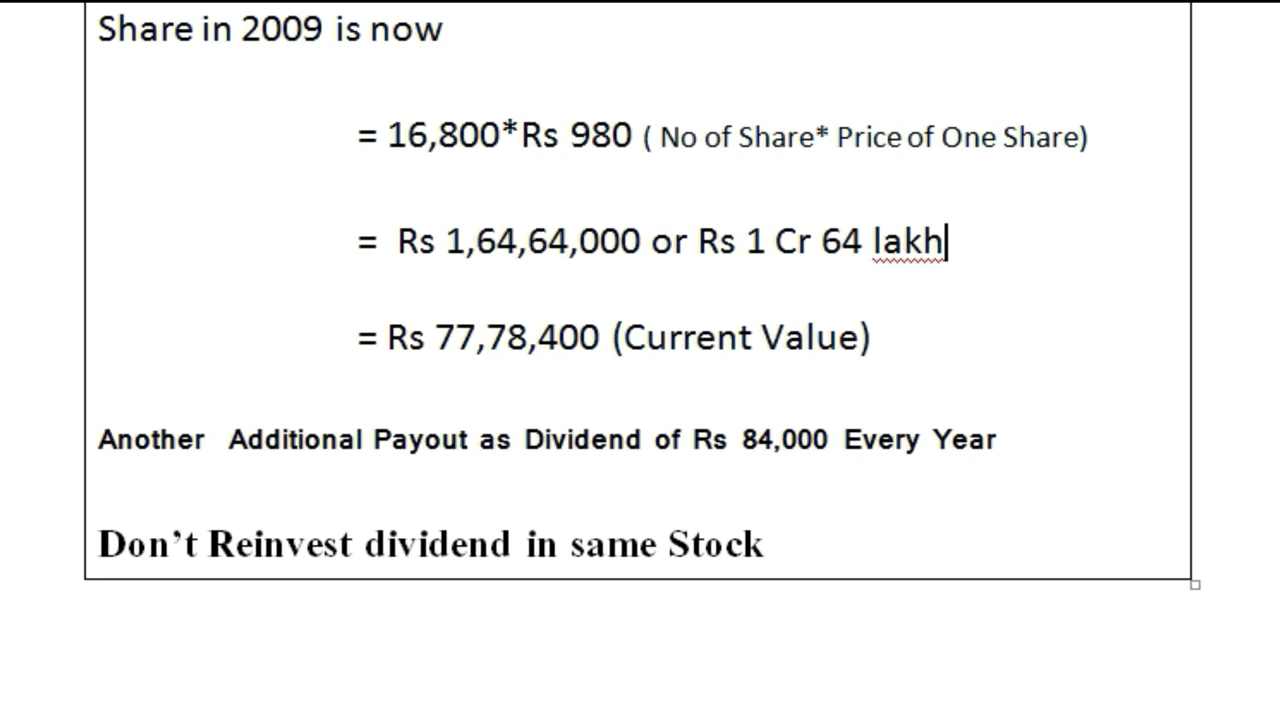 Share in 2009 is now
= 16,800*Rs 980 ( No of Share* Price of One Share)
= Rs 1,64,64,000 or Rs 1 Cr 64 lakh
= Rs 77,78,400 (Current Value)
Another Additional Payout as Dividend of Rs 84,000 Every Year
Don’t Reinvest dividend in same Stock